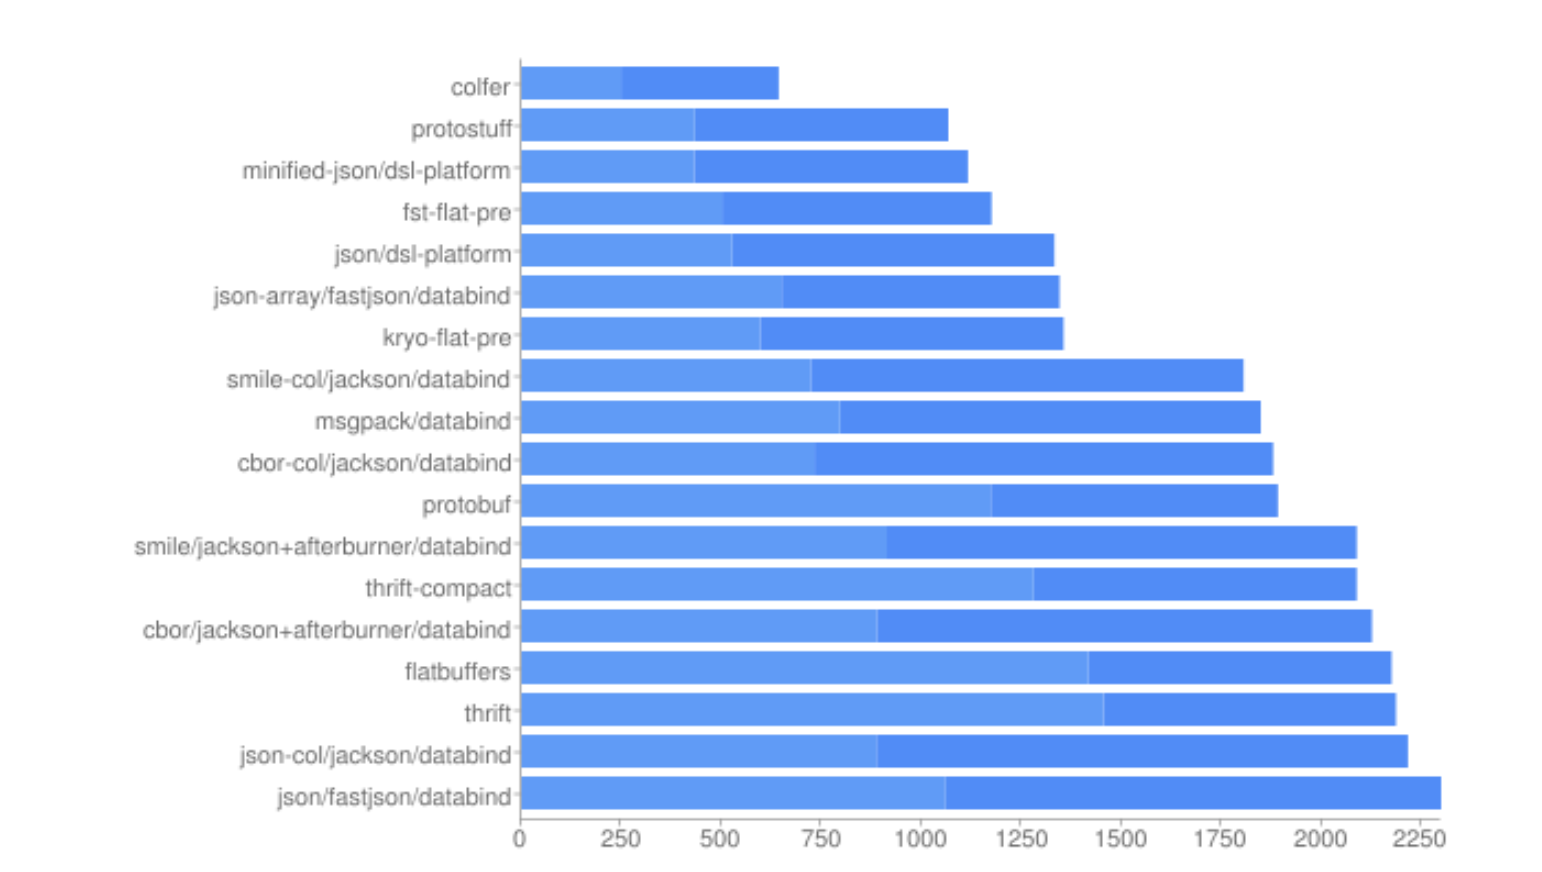 colfer
protostuff
minified-json/dsl-platform
fst-flat-pre
json/dsl-platform
json-array/fastjson/databind
kryo-flat-pre
smile-col/jackson/databind
msgpack/databind
cbor-col/jackson/databind
protobuf
smile/jackson+afterburner/databind
thrift-compact
cbor/jackson+afterburner/databind
flatbuffers
thrift
json-col/jackson/databind
json/fastjson/databind
0 250 500 750 1000 1250 1500 1750 2000 2250